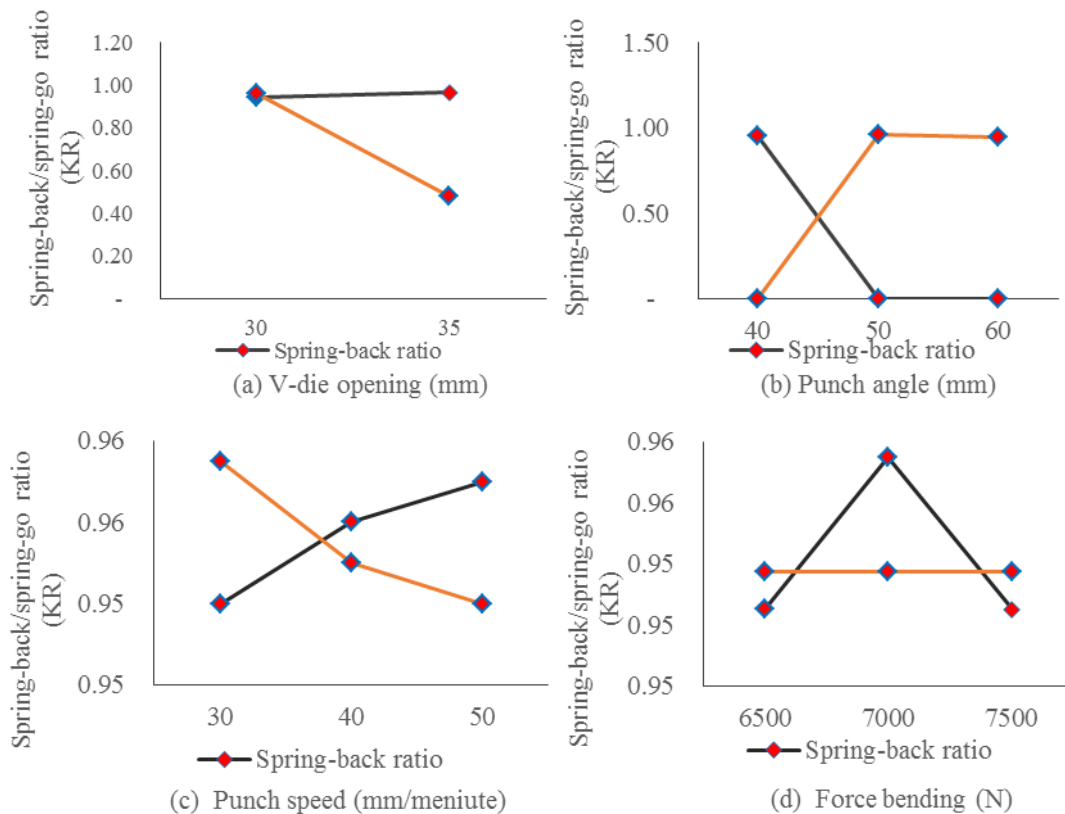 Spring-back/spring-go ratio
(KR)
1.20
1.00
0.80
0.60
0.40
0.20
-
30 35
Spring-back ratio
(a) V-die opening (mm)
Spring-back/spring-go ratio
(KR)
1.50
1.00
0.50
-
40 50 60
Spring-back ratio
(b) Punch angle (mm)
Spring-back/spring-go ratio
(KR)
0.96
0.96
0.95
0.95
30 40 50
Spring-back ratio
(c) Punch speed (mm/meniute)
Spring-back/spring-go ratio
(KR)
0.96
0.96
0.95
0.95
0.95
6500 7000 7500
Spring-back ratio
(d) Force bending (N)